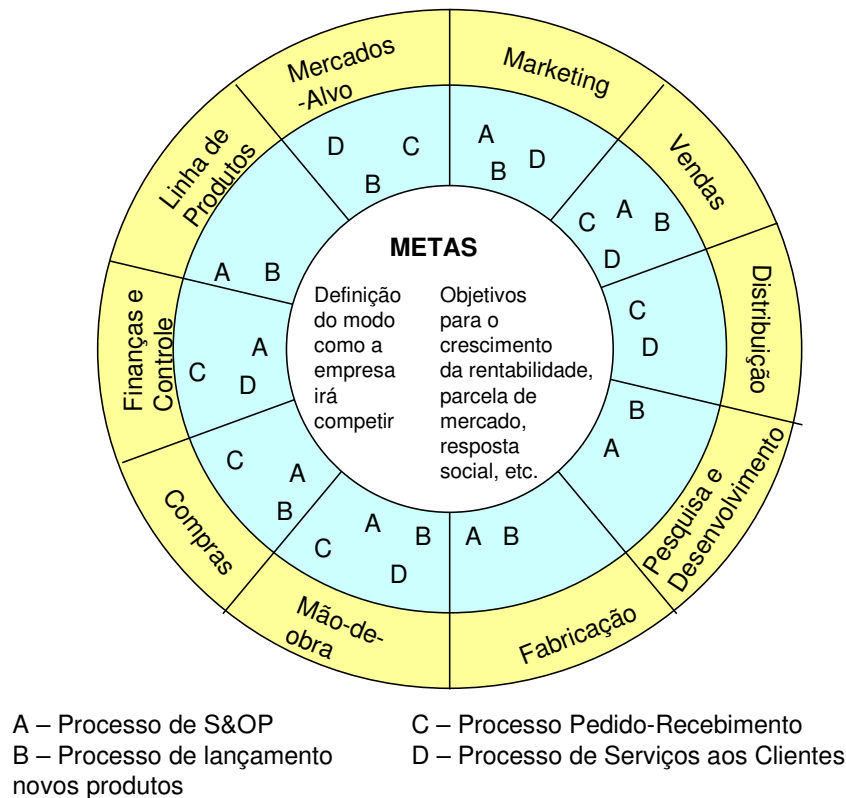 Mercados
-Alvo
Marketing
Vendas
Distribuição
Pesquisa e
Desenvolvimento
Fabricação
Mão-de-
obra
Compras
Finanças e
Controle
Linha de
Produtos
D
C
B
A
B
D
C
A
B
D
C
D
B
A
A
B
A
B
C
D
C
A
B
A
C
D
A
B
METAS
Definição
do modo
como a
empresa
irá
competir
Objetivos
para o
crescimento
da rentabilidade,
parcela de
mercado,
resposta
social, etc.
A – Processo de S&OP
B – Processo de lançamento
novos produtos
C – Processo Pedido-Recebimento
D – Processo de Serviços aos Clientes